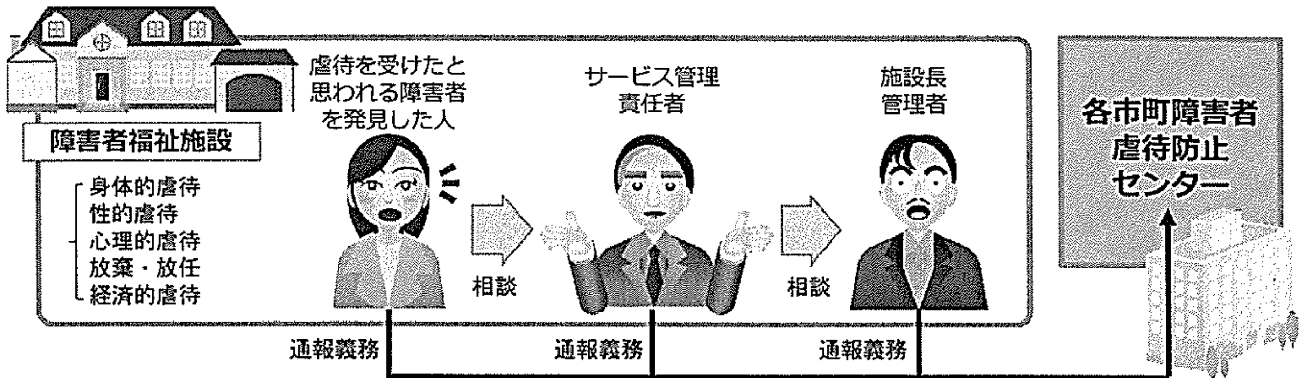 障害者福祉施設
身体的虐待
性的虐待
心理的虐待
放棄・放任
経済的虐待
虐待を受けたと
思われる障害者
を発見した人
相談
サービス管理
責任者
相談
施設長
管理者
通報義務
通報義務
通報義務
各市町障害者
虐待防止
センター